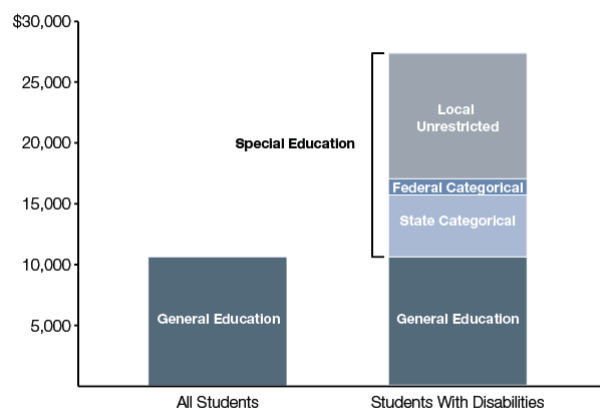 $30,000
25,000
20,000
15,000
10,000
5,000
Special Education
Local
Unrestricted
Federal Categorical
State Categorical
General Education
General Education
All Students
Students With Disabilities